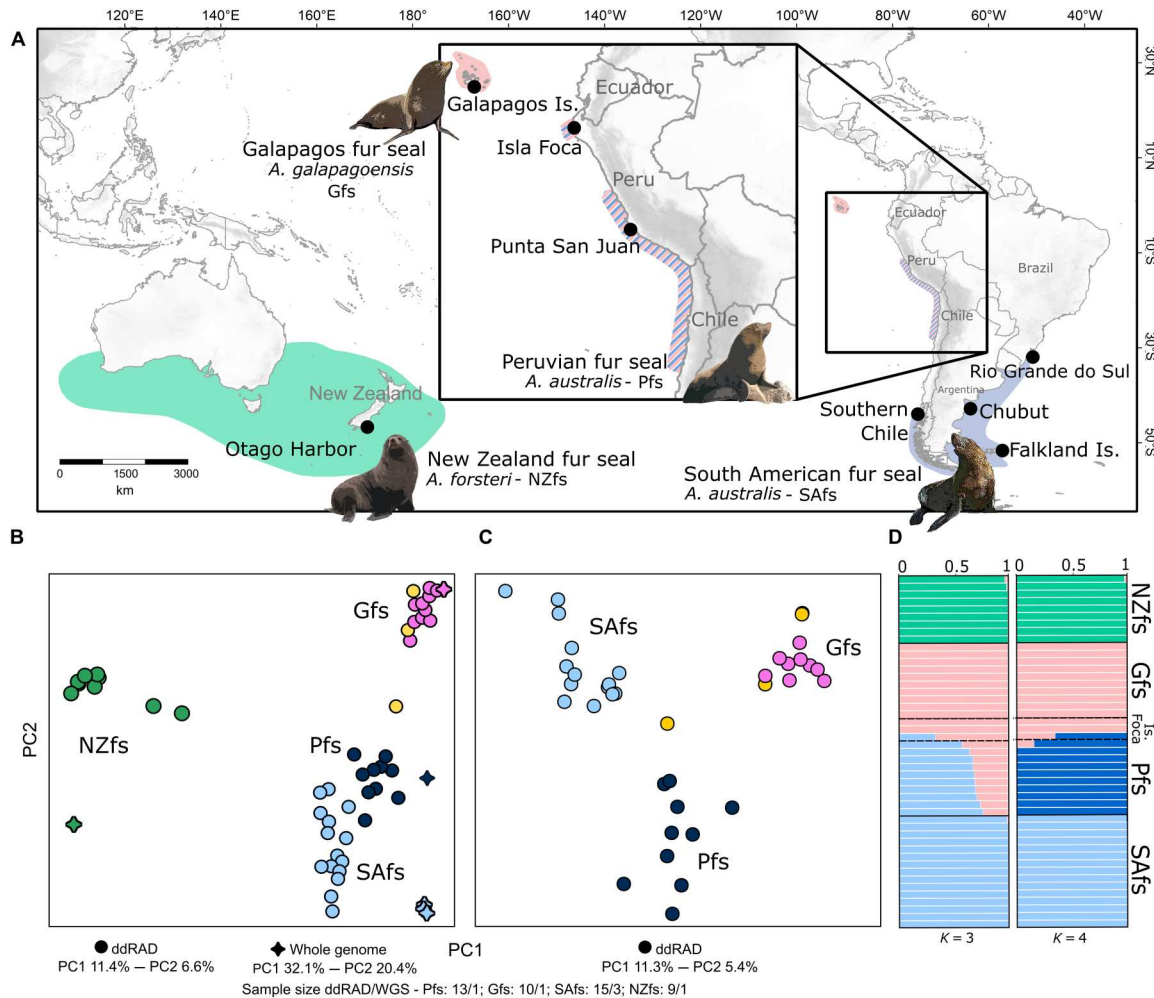 120°E 140°E 160°E 180° 160°W 140°W 120°W 100°W 80°W 60°W 40°W
A
30°N
10°N
10°S
30°S
50°S
Galapagos Is.
Galapagos fur seal
A. galapagoensis
Gfs
Ecuador
Isla Foca
Peru
Punta San Juan
Chile
Peruvian fur seal
A. australis - Pfs
Ecuador
Peru
Brazil
Chile
Rio Grande do Sul
Argentina
Southern
Chile
Chubut
Falkland Is.
South American fur seal
A. australis - SAfs
New Zealand
Otago Harbor
New Zealand fur seal
A. forsteri - NZfs
0 1500 3000
km
B
Gfs
NZfs
Pfs
SAfs
PC2
C
SAfs
Gfs
Pfs
D
0 0.5 1 0 0.5 1
NZfs
Gfs
Is.
Foca
Pfs
SAfs
K = 3 K = 4
PC1
ddRAD
PC1 11.4% — PC2 6.6%
Whole genome
PC1 32.1% — PC2 20.4%
ddRAD
PC1 11.3% — PC2 5.4%
Sample size ddRAD/WGS - Pfs: 13/1; Gfs: 10/1; SAfs: 15/3; NZfs: 9/1